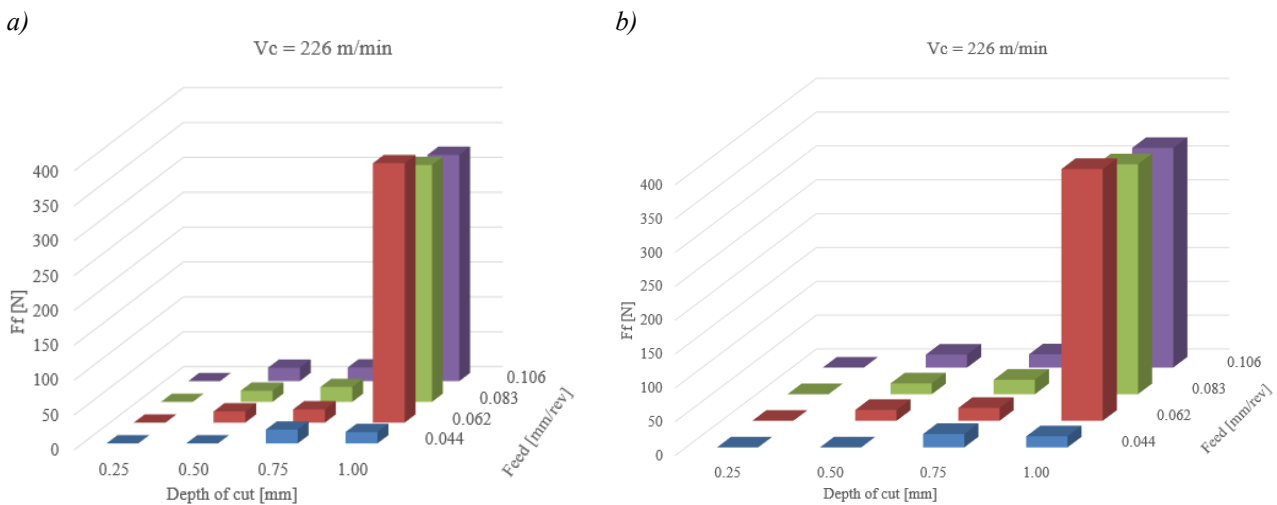 a)
Vc = 226 m/min
400
350
300
250
200
150
100
50
0
Ff [N]
0.25 0.50 0.75 1.00
Depth of cut [mm]
0.044
0.062
0.083
0.106
Feed [mm/rev]
b)
Vc = 226 m/min
400
350
300
250
200
150
100
50
0
Ff [N]
0.25 0.50 0.75 1.00
Depth of cut [mm]
0.044
0.062
0.083
0.106
Feed [mm/rev]